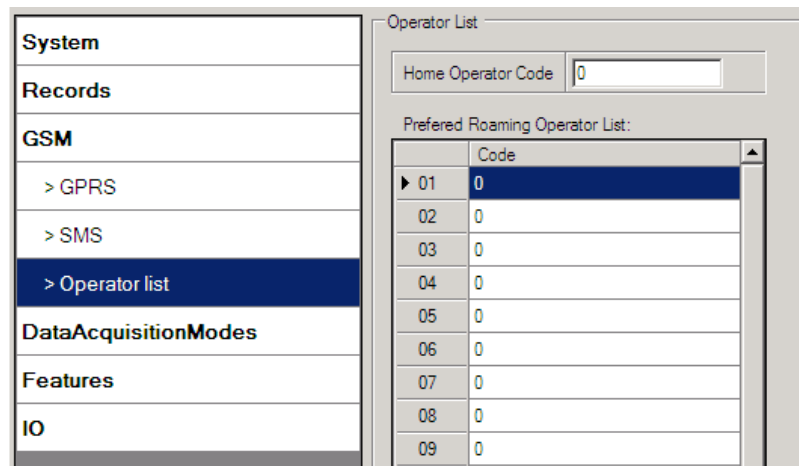 System
Records
GSM
> GPRS
> SMS
> Operator list
DataAcquisitionModes
Features
IO
Operator List
Home Operator Code 0
Prefered Roaming Operator List:
Code
01 0
02 0
03 0
04 0
05 0
06 0
07 0
08 0
09 0